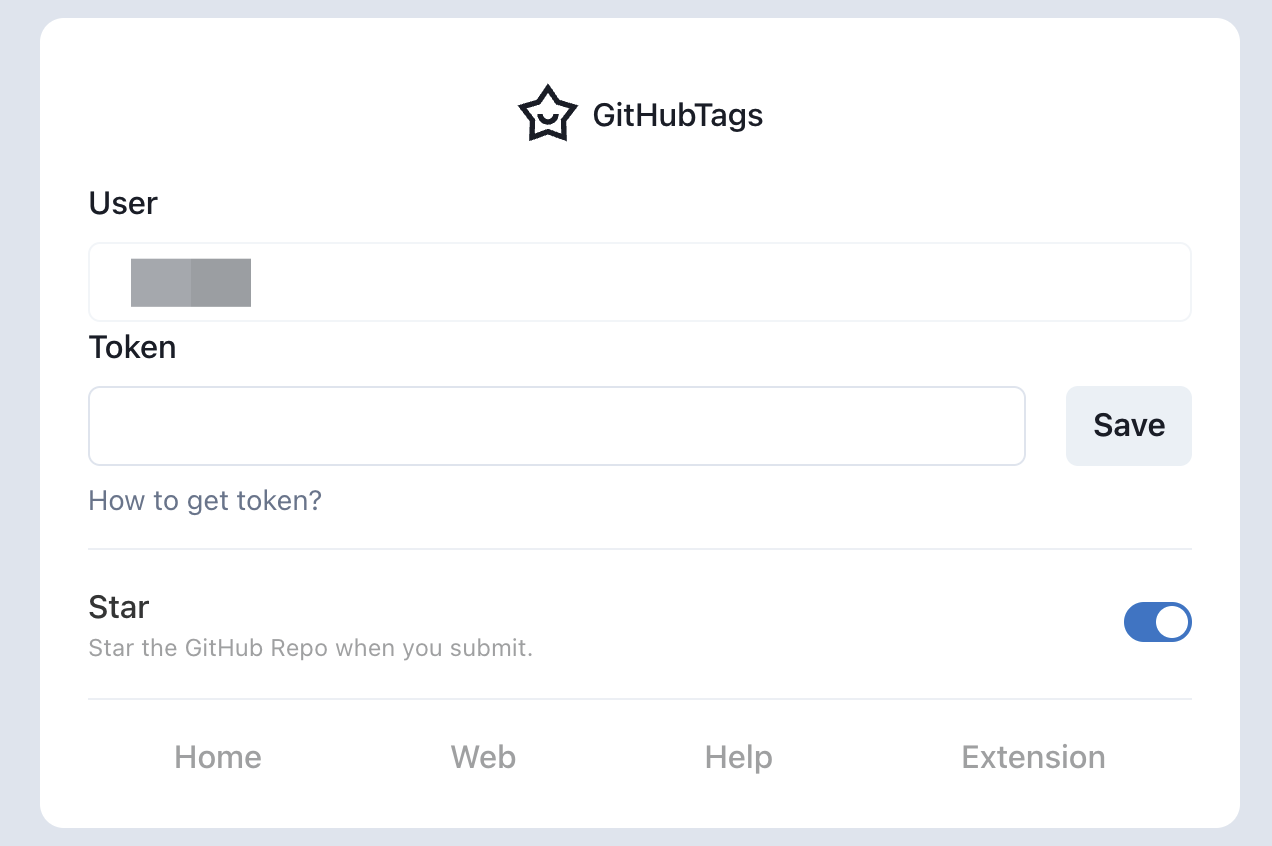 GitHubTags
User
Token
Save
How to get token?
Star
Star the GitHub Repo when you submit.
Home Web Help Extension